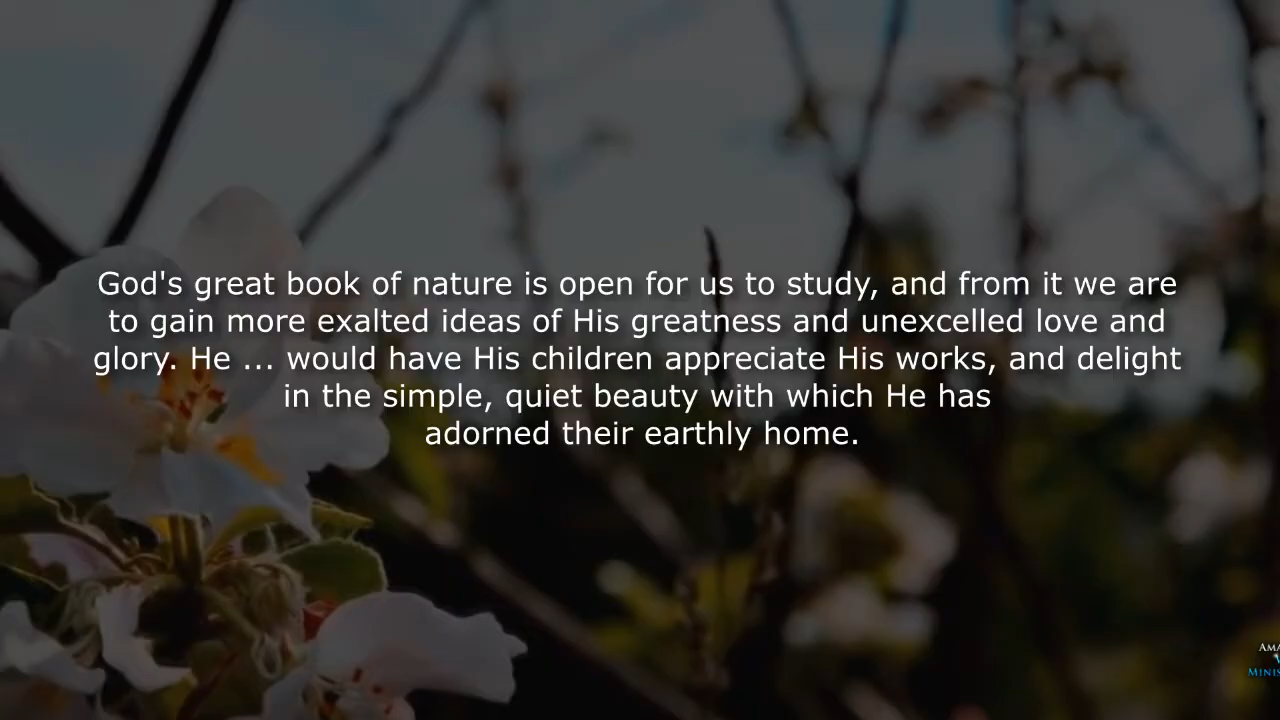 God's great book of nature is open for us to study, and from it we are
to gain more exalted ideas of His greatness and unexcelled love and
glory. He ... would have His children appreciate His works, and delight
in the simple, quiet beauty with which He has
adorned their earthly home.